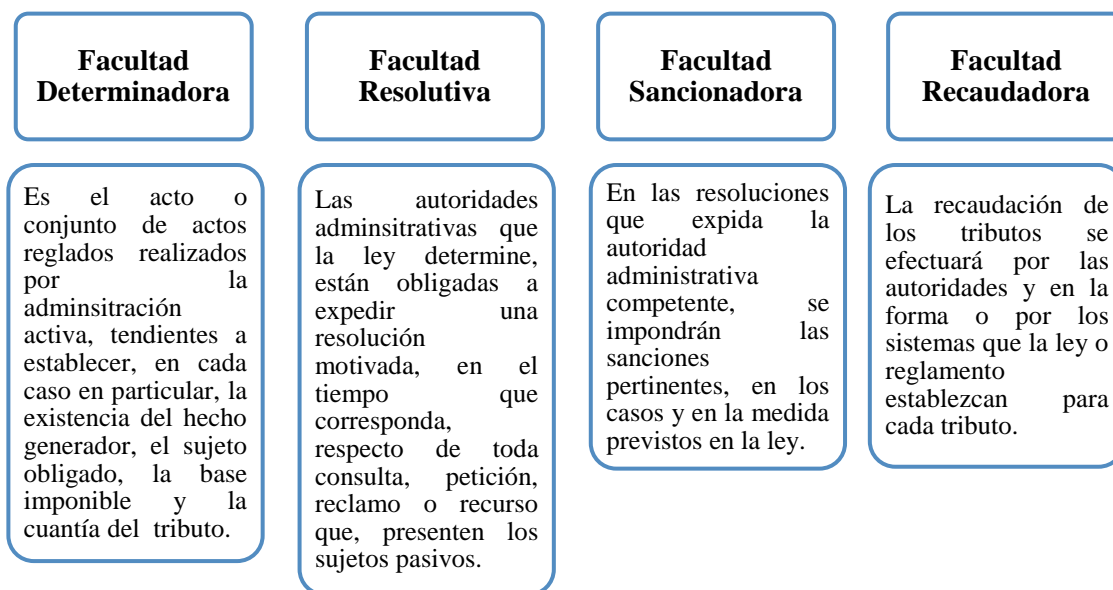 Facultad
Determinadora
Es el acto o
conjunto de actos
reglados realizados
por la
adminsitración
activa, tendientes a
establecer, en cada
caso en particular, la
existencia del hecho
generador, el sujeto
obligado, la base
imponible y la
cuantía del tributo.
Facultad
Resolutiva
Las autoridades
adminsitrativas que
la ley determine,
están obligadas a
expedir una
resolución
motivada, en el
tiempo que
corresponda,
respecto de toda
consulta, petición,
reclamo o recurso
que, presenten los
sujetos pasivos.
Facultad
Sancionadora
En las resoluciones
que expida la
autoridad
administrativa
competente, se
impondrán las
sanciones
pertinentes, en los
casos y en la medida
previstos en la ley.
Facultad
Recaudadora
La recaudación de
los tributos se
efectuará por las
autoridades y en la
forma o por los
sistemas que la ley o
reglamento
establezcan para
cada tributo.